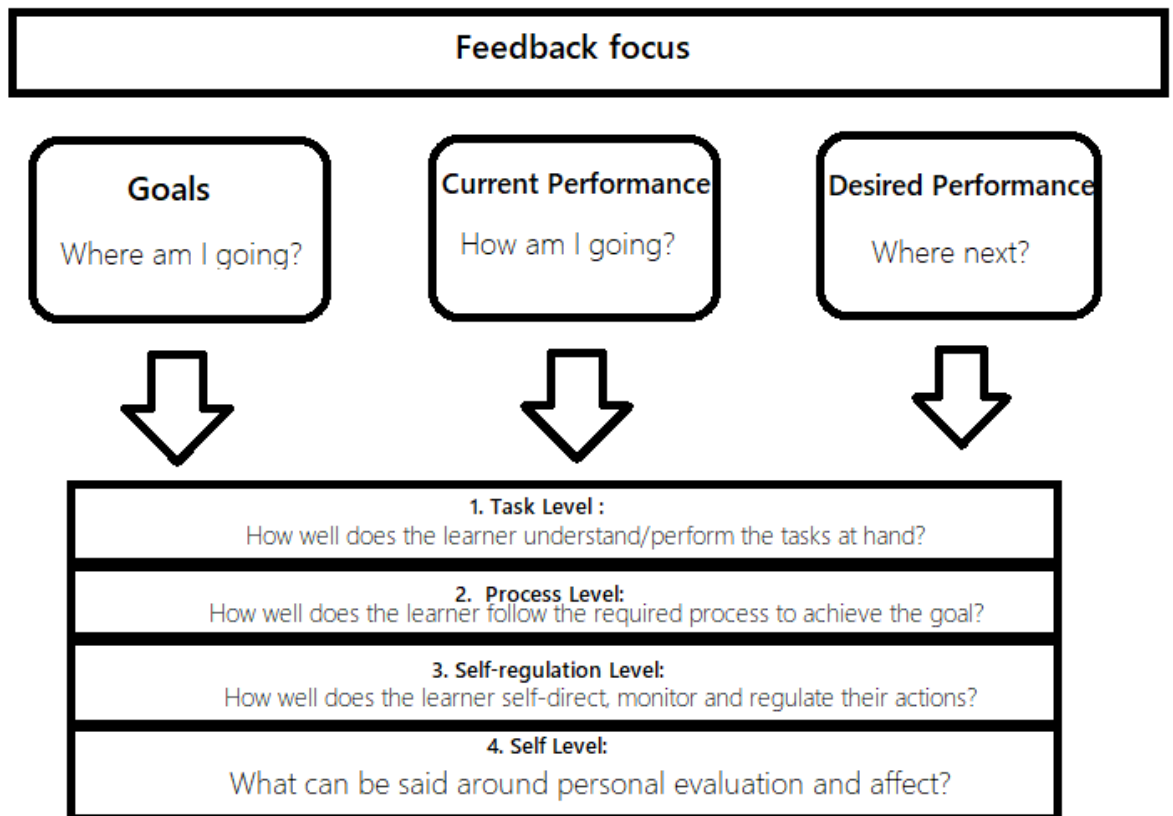 Feedback focus
Goals
Where am I going?
Current Performance
How am I going?
Desired Performance
Where next?
1. Task Level :
How well does the learner understand/perform the tasks at hand?
2. Process Level:
How well does the learner follow the required process to achieve the goal?
3. Self-regulation Level:
How well does the learner self-direct, monitor and regulate their actions?
4. Self Level:
What can be said around personal evaluation and affect?